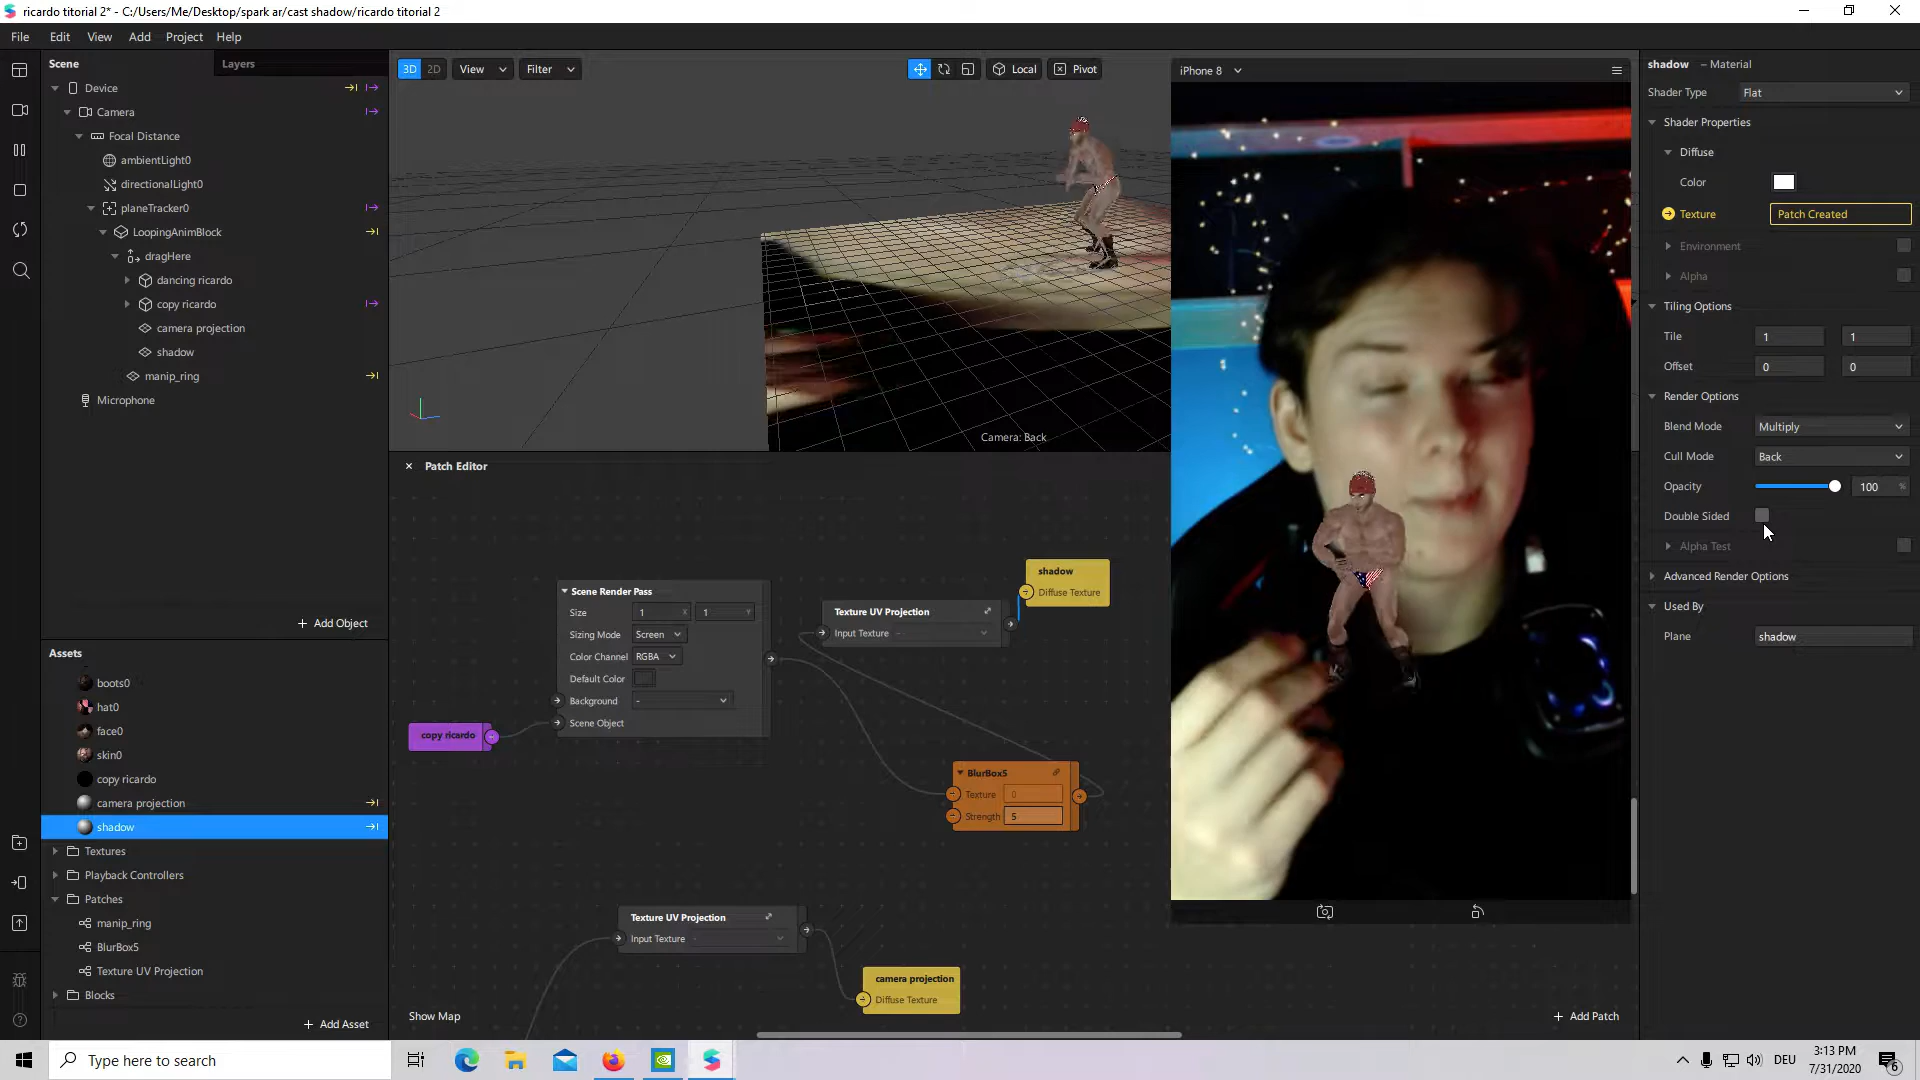 ricardo titorial 2* - C:/Users/Me/Desktop/spark ar/cast shadow/ricardo titorial 2
File Edit View Add Project Help
Scene Layers
Device
Camera
Focal Distance
ambientLight0
directionalLight0
planeTracker0
LoopingAnimBlock
dragHere
dancing ricardo
copy ricardo
camera projection
shadow
manip_ring
Microphone
+ Add Object
Assets
boots0
hat0
face0
skin0
copy ricardo
camera projection
shadow
Textures
Playback Controllers
Patches
manip_ring
BlurBox5
Texture UV Projection
Blocks
+ Add Asset
3D 2D View Filter Local Pivot
Camera: Back
Patch Editor
Scene Render Pass
Size 1 X 1 Y
Sizing Mode Screen
Color Channel RGBA
Default Color
Background -
Scene Object
copy ricardo
Texture UV Projection
Input Texture -
shadow
Diffuse Texture
BlurBox5
Texture 0
Strength 5
Texture UV Projection
Input Texture -
camera projection
Diffuse Texture
Show Map
+ Add Patch
iPhone 8
shadow – Material
Shader Type Flat
Shader Properties
Diffuse
Color
Texture Patch Created
Environment
Alpha
Tiling Options
Tile 1 1
Offset 0 0
Render Options
Blend Mode Multiply
Cull Mode Back
Opacity 100 %
Double Sided
Alpha Test
Advanced Render Options
Used By
Plane shadow
Type here to search
DEU
3:13 PM
7/31/2020
6